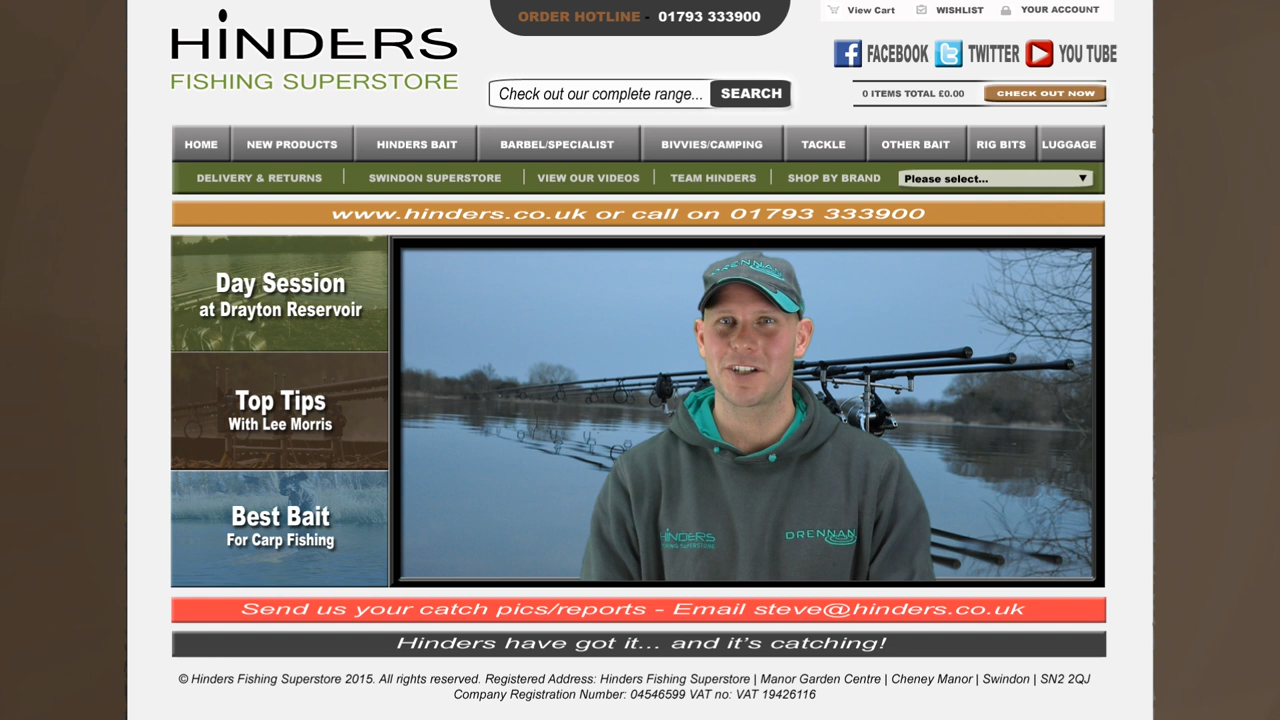 HiNDERS
FISHING SUPERSTORE
ORDER HOTLINE - 01793 333900
View Cart
WISHLIST
YOUR ACCOUNT
FACEBOOK
TWITTER
YOU TUBE
Check out our complete range...
SEARCH
0 ITEMS TOTAL £0.00
CHECK OUT NOW
HOME
NEW PRODUCTS
HINDERS BAIT
BARBEL/SPECIALIST
BIVVIES/CAMPING
TACKLE
OTHER BAIT
RIG BITS
LUGGAGE
DELIVERY & RETURNS
SWINDON SUPERSTORE
VIEW OUR VIDEOS
TEAM HINDERS
SHOP BY BRAND
Please select...
www.hinders.co.uk or call on 01793 333900
Day Session
at Drayton Reservoir
Top Tips
With Lee Morris
Best Bait
For Carp Fishing
DRENNAN
HiNDERS
FISHING SUPERSTORE
DRENNAN
Send us your catch pics/reports - Email steve@hinders.co.uk
Hinders have got it... and it's catching!
© Hinders Fishing Superstore 2015. All rights reserved. Registered Address: Hinders Fishing Superstore | Manor Garden Centre | Cheney Manor | Swindon | SN2 2QJ
Company Registration Number: 04546599 VAT no: VAT 19426116